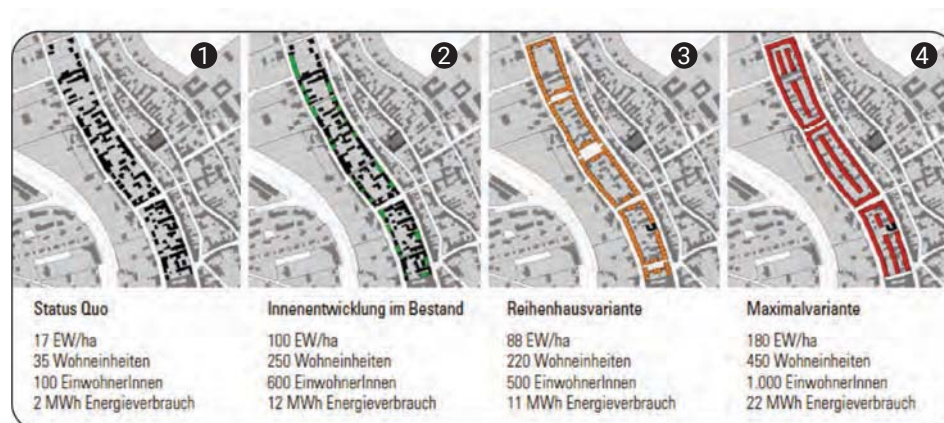 1
2
3
4
Status Quo
17 EW/ha
35 Wohneinheiten
100 EinwohnerInnen
2 MWh Energieverbrauch
Innenentwicklung im Bestand
100 EW/ha
250 Wohneinheiten
600 EinwohnerInnen
12 MWh Energieverbrauch
Reihenhausvariante
88 EW/ha
220 Wohneinheiten
500 EinwohnerInnen
11 MWh Energieverbrauch
Maximalvariante
180 EW/ha
450 Wohneinheiten
1.000 EinwohnerInnen
22 MWh Energieverbrauch